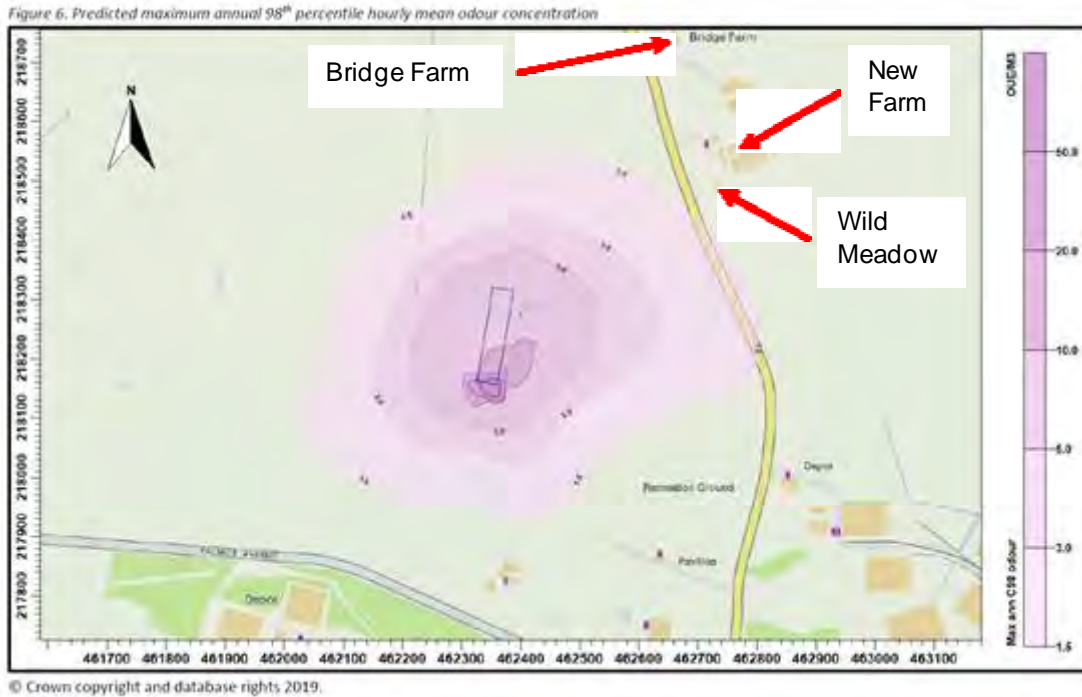 Figure 6. Predicted maximum annual 98th percentile hourly mean odour concentration
Bridge Farm
Bridge Farm
New
Farm
Wild
Meadow
N
OUE/M3
50.0
20.0
10.0
5.0
3.0
1.5
Max ann C98 odour
218700
218600
218500
218400
218300
218200
218100
218000
217900
217800
Recreation Ground
Depot
Pavilion
Depot
461700 461800 461900 462000 462100 462200 462300 462400 462500 462600 462700 462800 462900 463000 463100
© Crown copyright and database rights 2019.